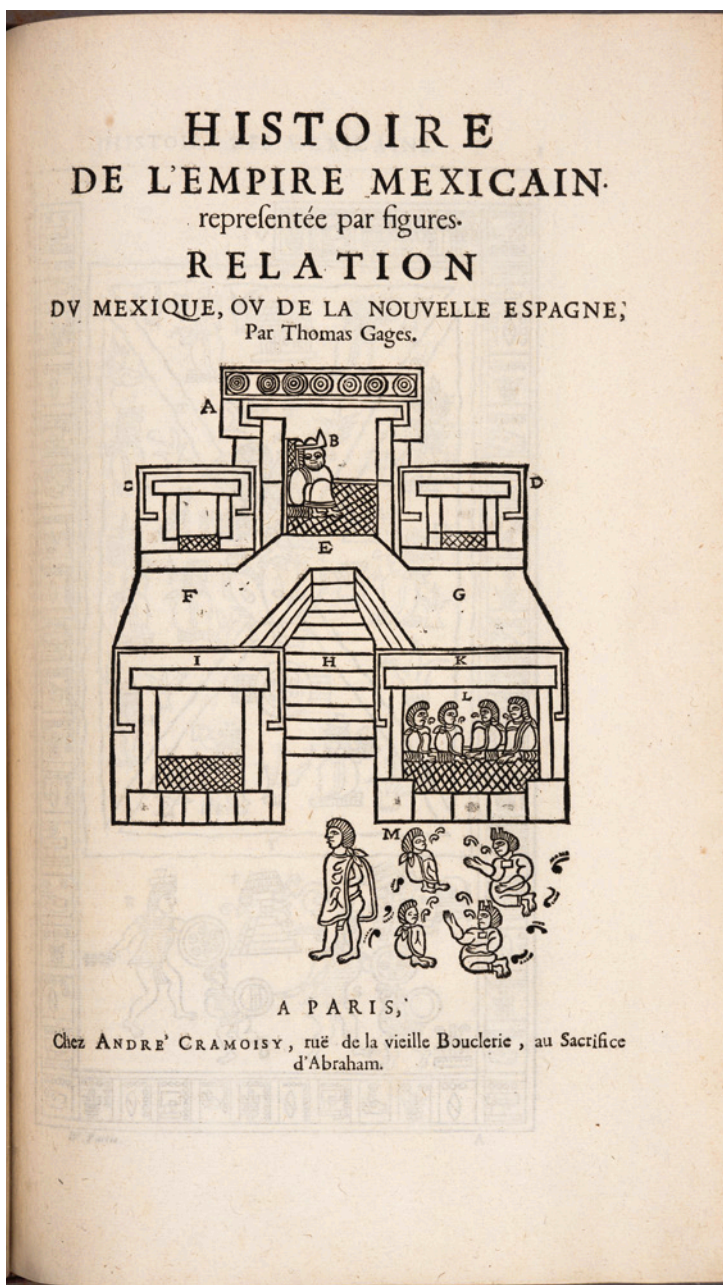 HISTOIRE
DE L'EMPIRE MEXICAIN.
repreſentée par figures.
RELATION
DV MEXIQUE, OV DE LA NOUVELLE ESPAGNE,
Par Thomas Gages.
A
B
C
D
E
F
G
I
H
K
L
M
A PARIS,
Chez ANDRE' CRAMOISY, ruë de la vieille Bouclerie, au Sacrifice
d'Abraham.